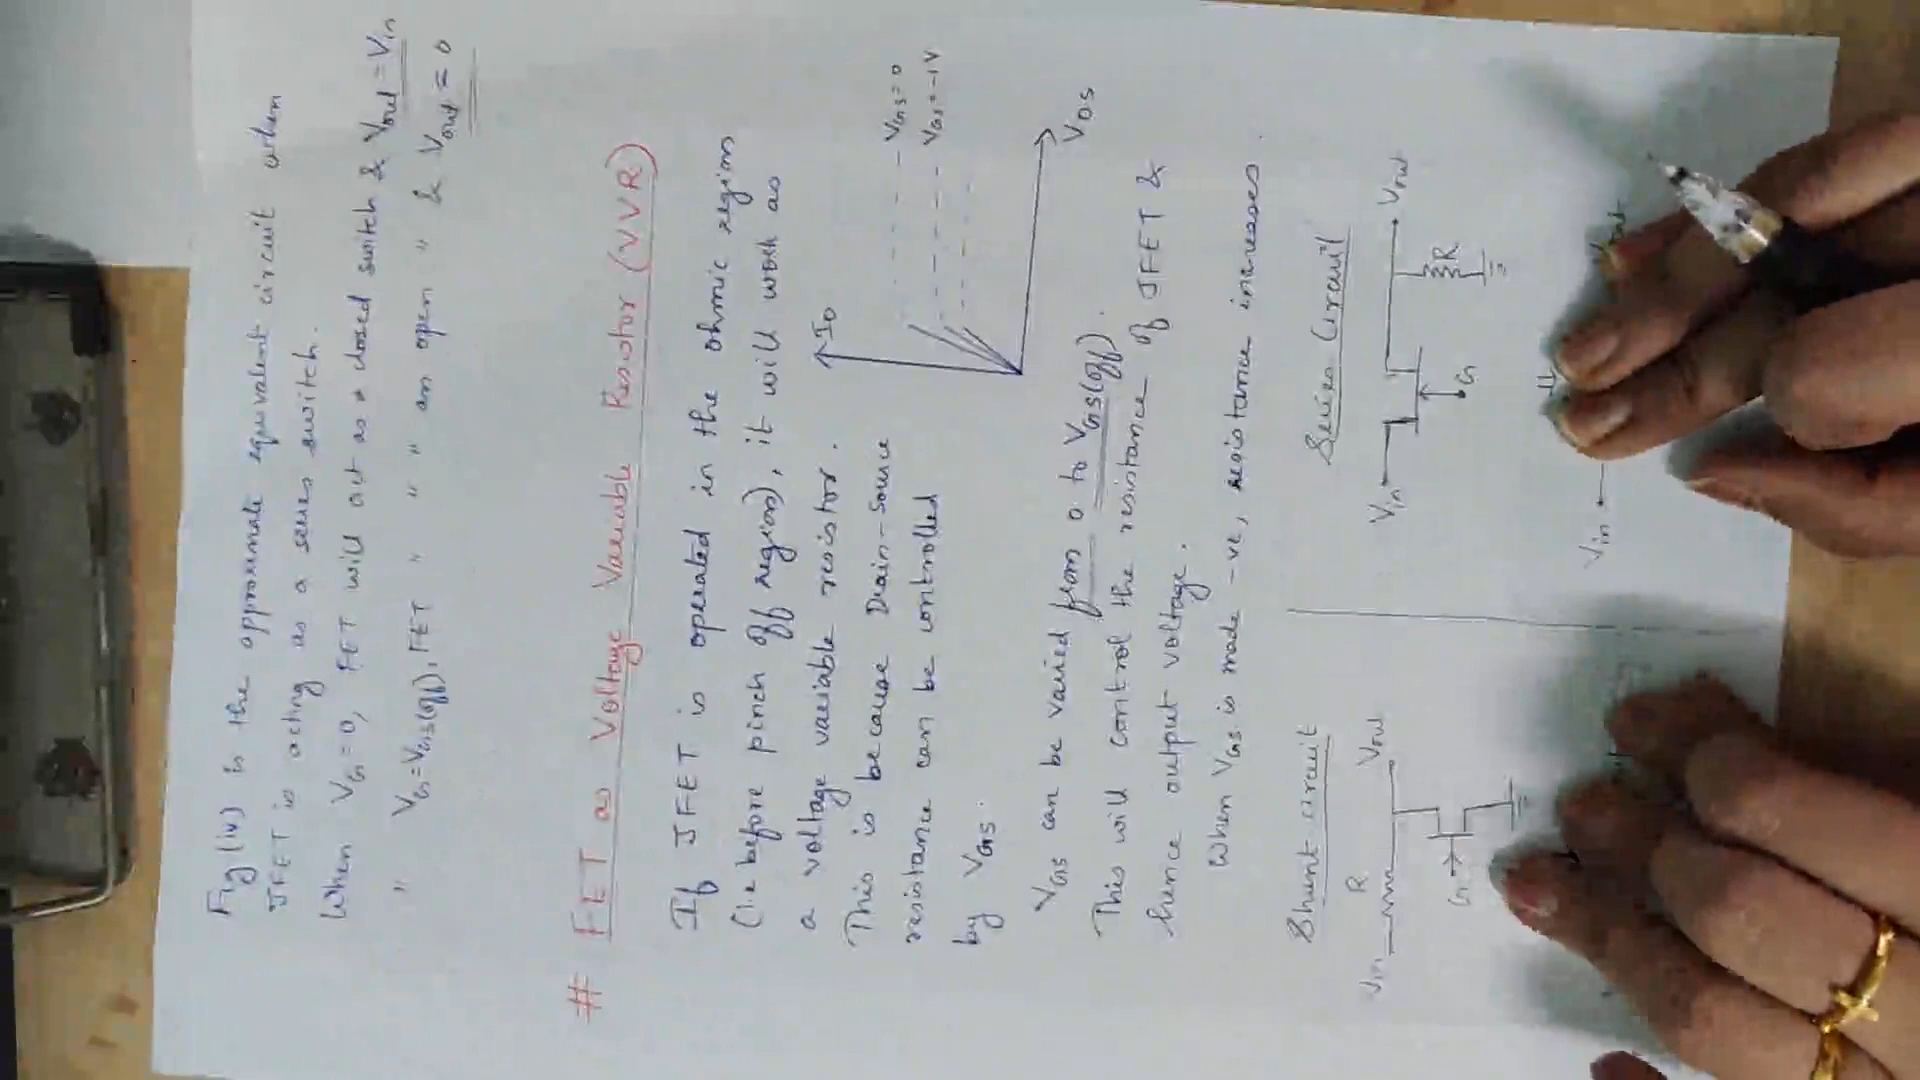 Fig (iv) is the approximate equivalent circuit when
JFET is acting as a series switch.
When VG = 0, FET will act as a closed switch & Vout = Vin
" VG = VGS(off), FET " " " an open " & Vout = 0
# FET as Voltage Variable Resistor (VVR)
If JFET is operated in the ohmic region
(i.e before pinch off region), it will work as
a voltage variable resistor.
This is because Drain-source
resistance can be controlled
by VGS.
ID
VGS = 0
VGS = -1V
VDS
VGS can be varied from 0 to VGS(off).
This will control the resistance of JFET &
hence output voltage.
When VGS is made -ve, resistance increases.
Shunt circuit
Vin
R
Vout
G
Series Circuit
Vin
Vout
R
G
Vin